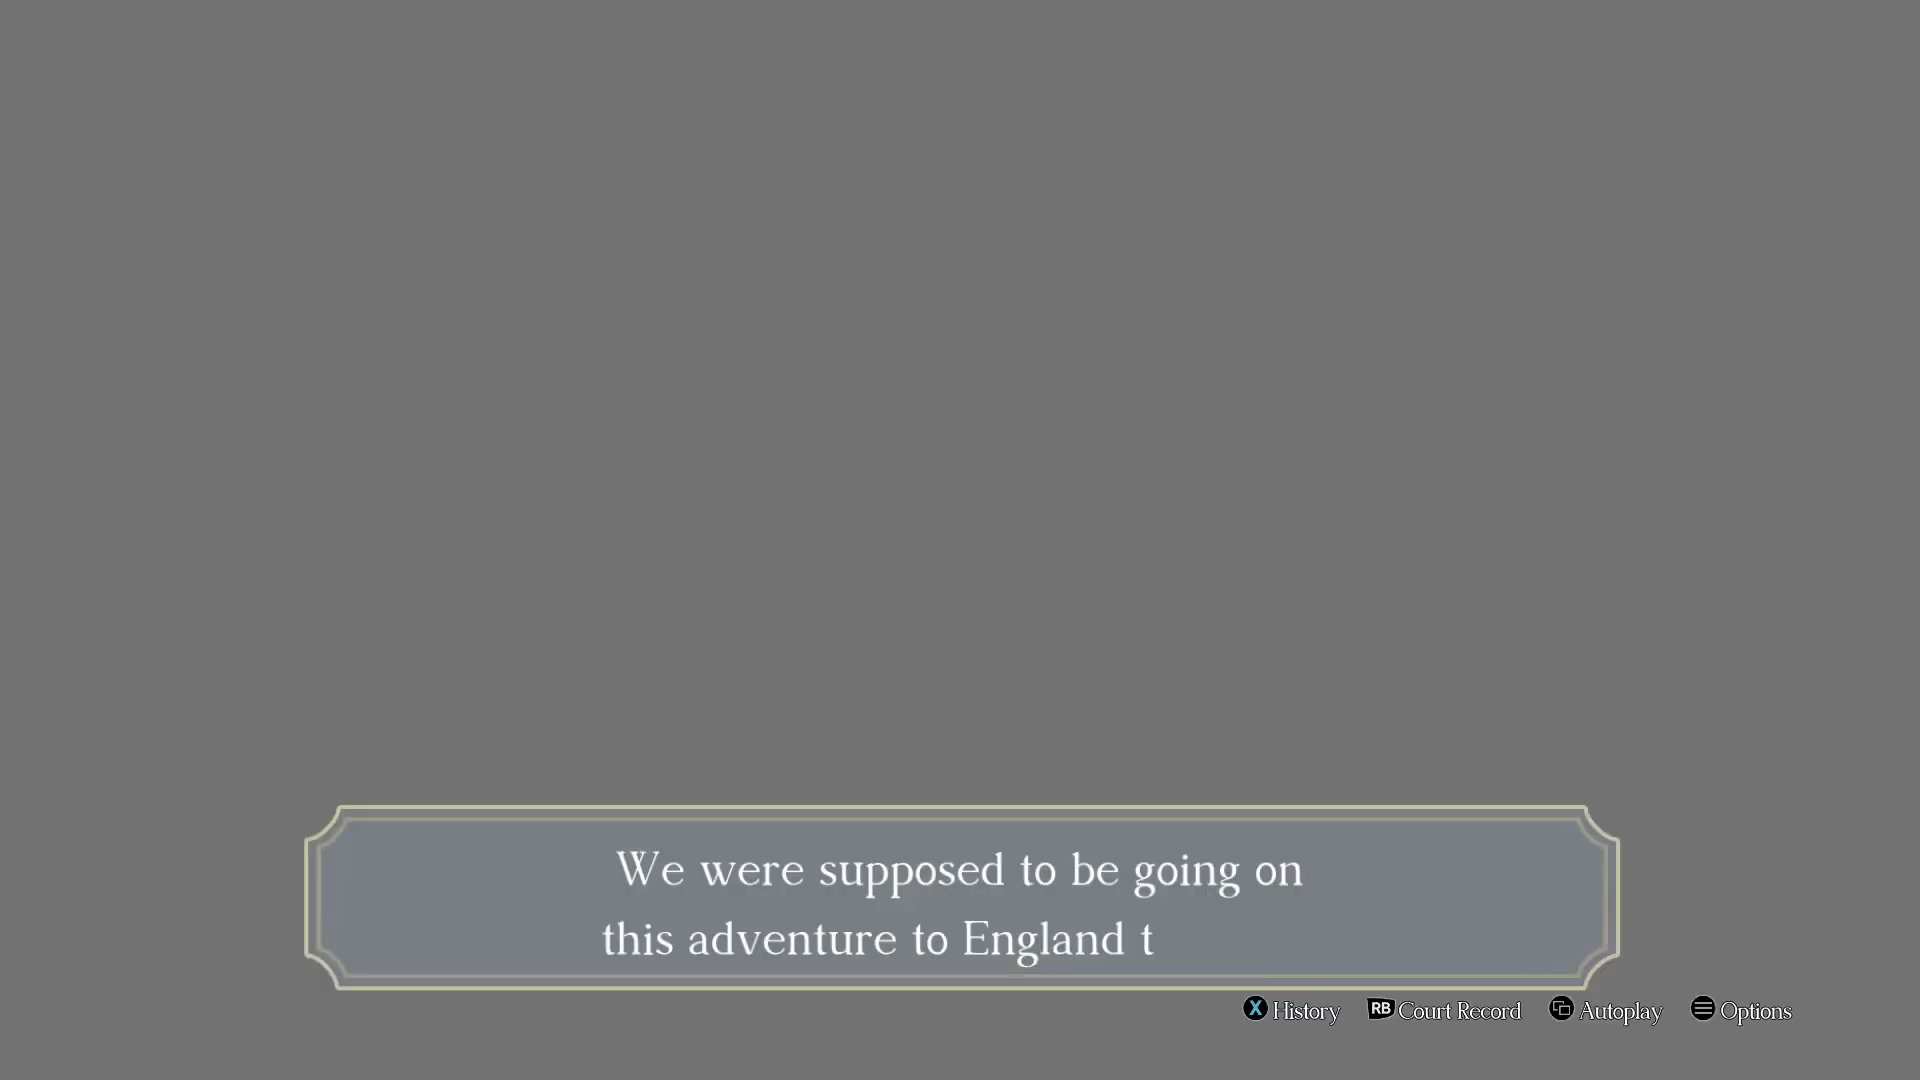 We were supposed to be going on
this adventure to England t
X History RB Court Record Autoplay Options